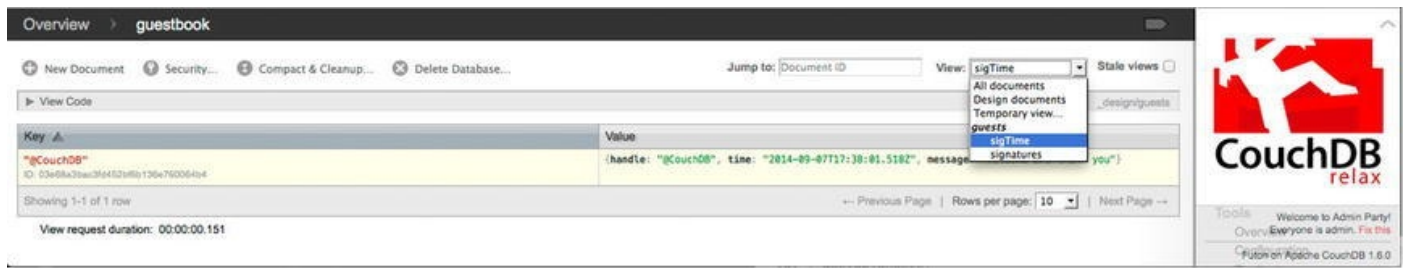 Overview > guestbook
New Document Security... Compact & Cleanup... Delete Database... Jump to: Document ID View: sigTime Stale views
All documents
Design documents
Temporary view...
guests
sigTime
signatures
View Code _design/guests
Key Value
"@CouchDB" {handle: "@CouchDB", time: "2014-09-07T17:38:01.518Z", message you"}
ID:
Showing 1-1 of 1 row ← Previous Page | Rows per page: 10 | Next Page →
View request duration: 00:00:00.151
CouchDB
relax
Tools
Welcome to Admin Party!
Overview
Everyone is admin. Fix this
Configuration
Futon on Apache CouchDB 1.6.0